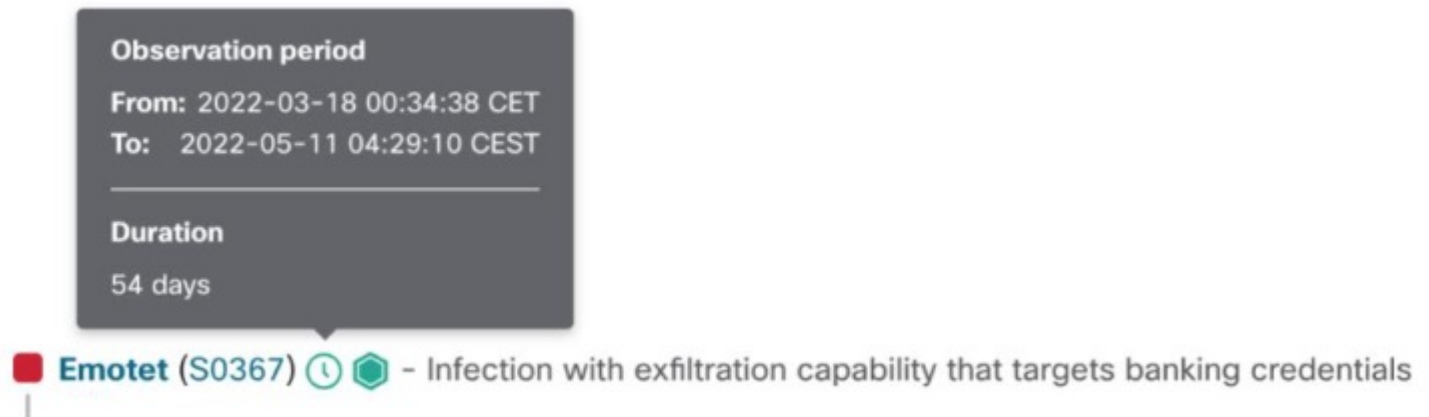 Observation period
From: 2022-03-18 00:34:38 CET
To: 2022-05-11 04:29:10 CEST
Duration
54 days
Emotet (S0367) - Infection with exfiltration capability that targets banking credentials